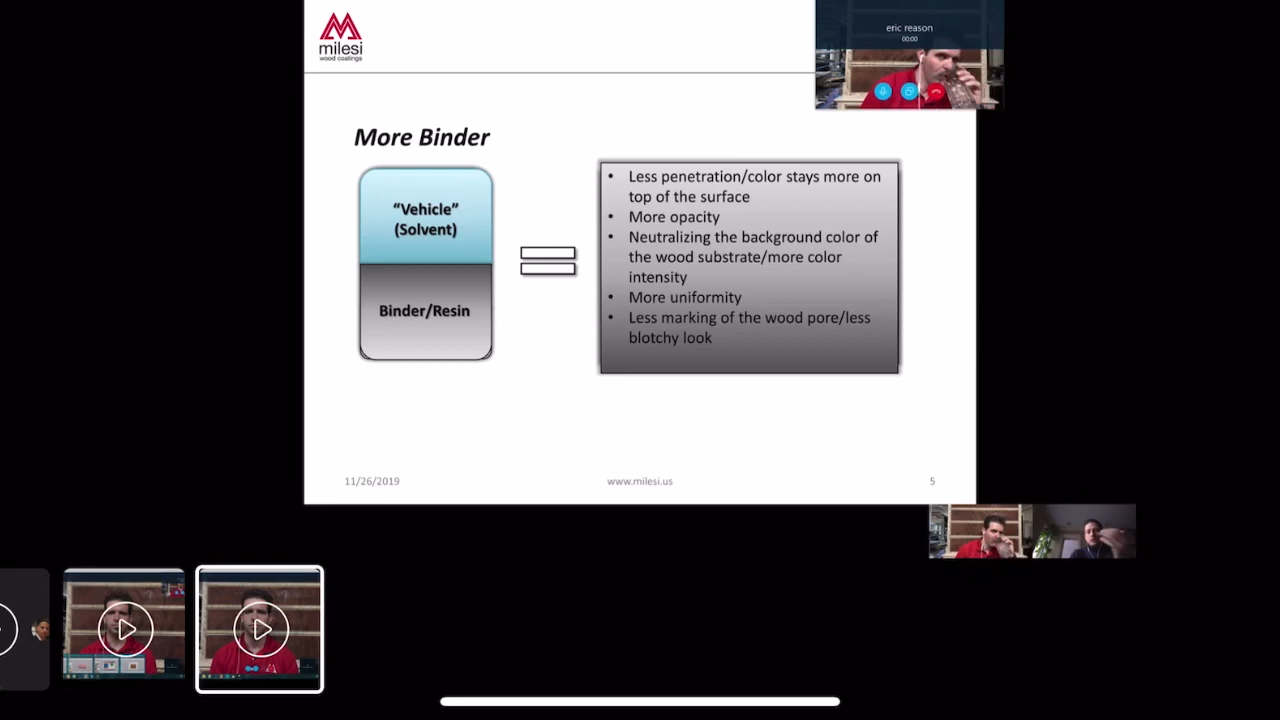 milesi
wood coatings
eric reason
00:00
More Binder
“Vehicle”
(Solvent)
Binder/Resin
• Less penetration/color stays more on
top of the surface
• More opacity
• Neutralizing the background color of
the wood substrate/more color
intensity
• More uniformity
• Less marking of the wood pore/less
blotchy look
11/26/2019
www.milesi.us
5